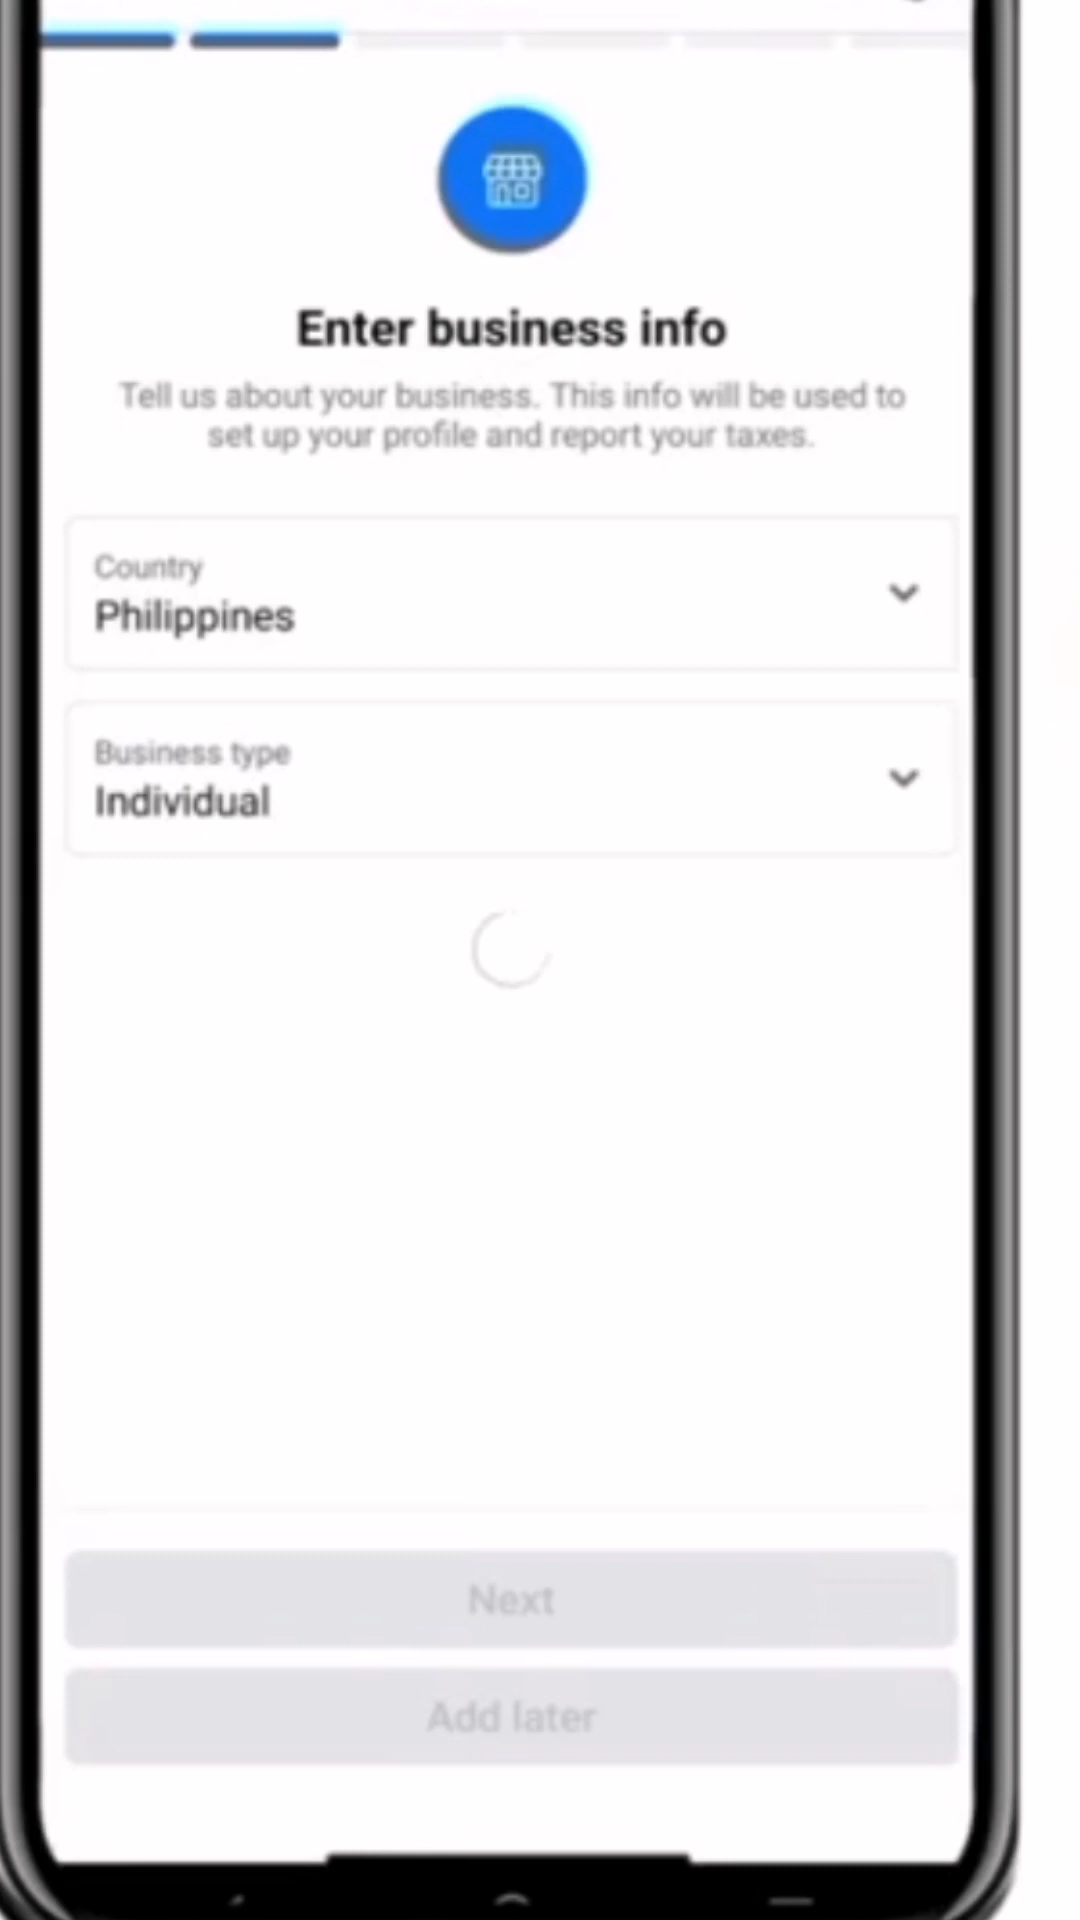 Enter business info
Tell us about your business. This info will be used to
set up your profile and report your taxes.
Country
Philippines
Business type
Individual
Next
Add later